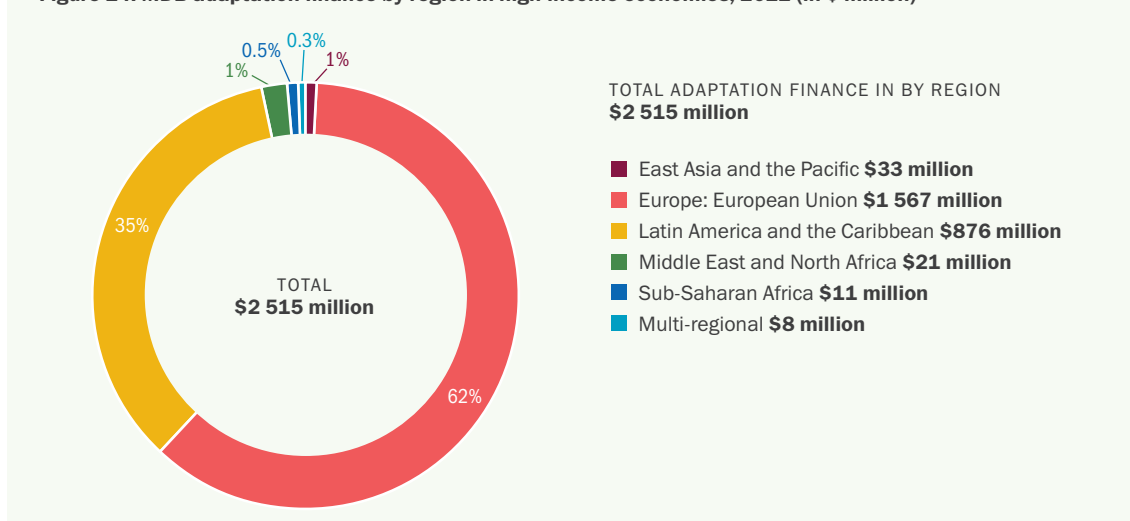 0.3%
0.5%
1%
1%
35%
62%
TOTAL
$2 515 million
TOTAL ADAPTATION FINANCE IN BY REGION
$2 515 million
East Asia and the Pacific $33 million
Europe: European Union $1 567 million
Latin America and the Caribbean $876 million
Middle East and North Africa $21 million
Sub-Saharan Africa $11 million
Multi-regional $8 million